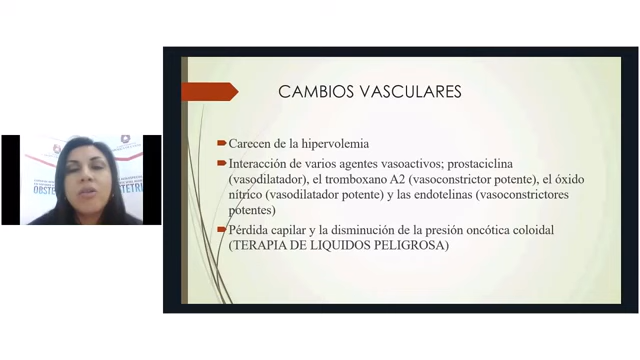 CAMBIOS VASCULARES
Carecen de la hipervolemia
Interacción de varios agentes vasoactivos; prostaciclina
(vasodilatador), el tromboxano A2 (vasoconstrictor potente), el óxido
nítrico (vasodilatador potente) y las endotelinas (vasoconstrictores
potentes)
Pérdida capilar y la disminución de la presión oncótica coloidal
(TERAPIA DE LIQUIDOS PELIGROSA)